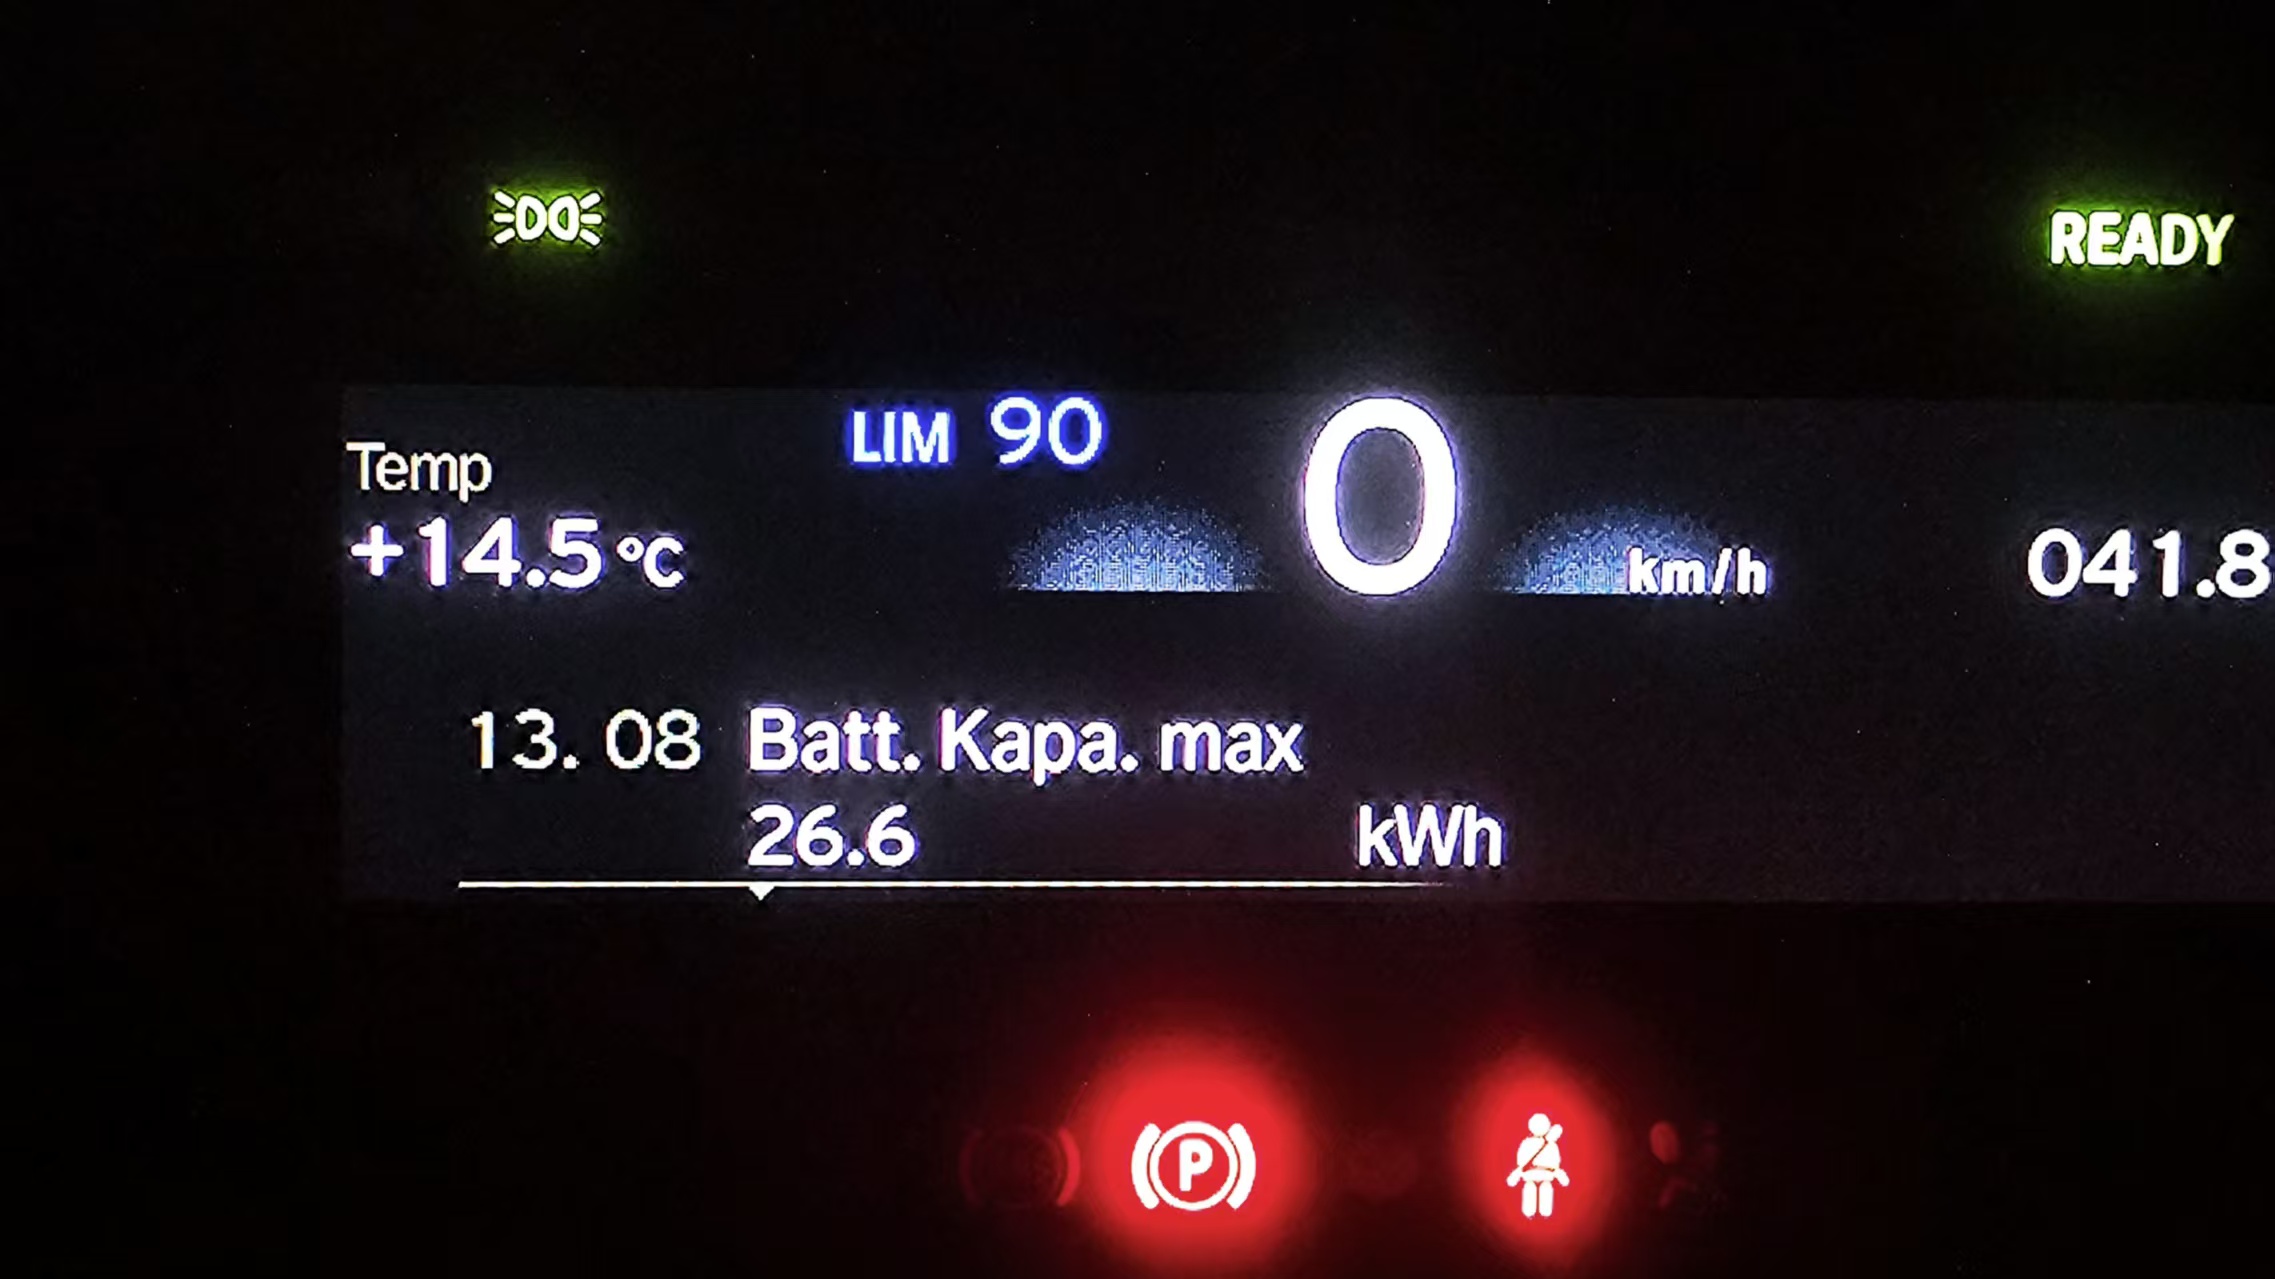 READY
LIM 90
Temp
+14.5 °C
0 km/h
041.8
13. 08 Batt. Kapa. max
26.6 kWh
P